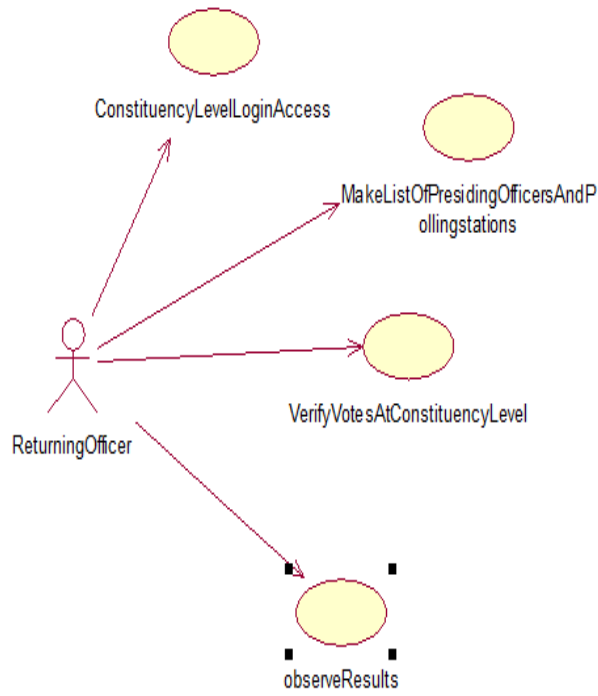 ConstituencyLevelLoginAccess
MakeListOfPresidingOfficersAndP
ollingstations
VerifyVotesAtConstituencyLevel
ReturningOfficer
observeResults